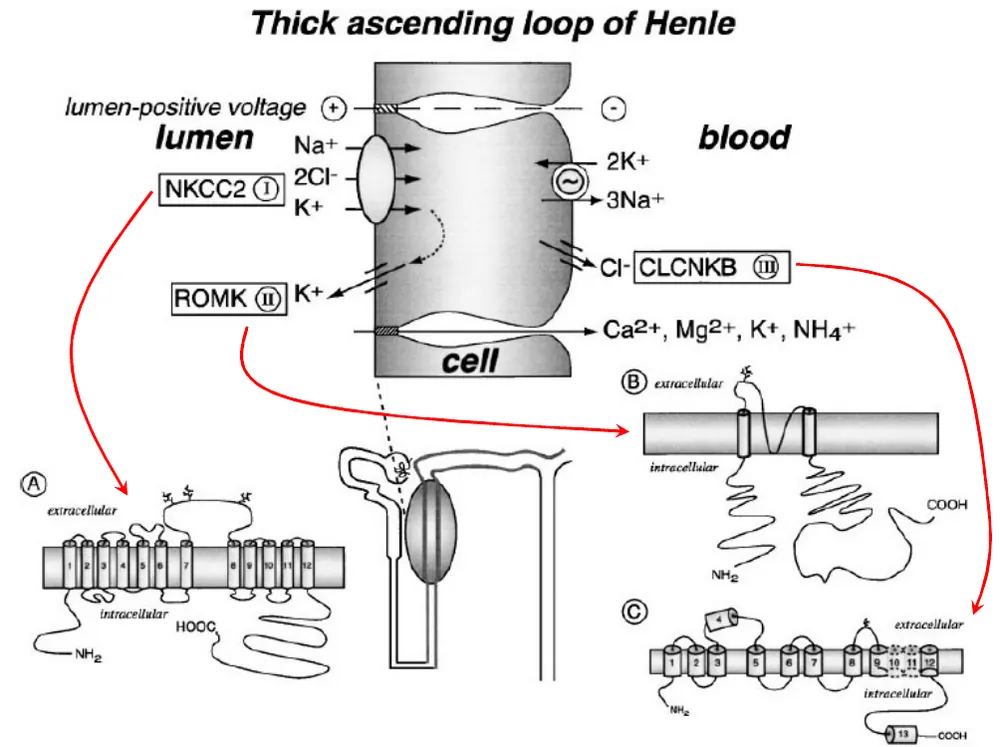 Thick ascending loop of Henle
lumen-positive voltage + -
lumen
blood
Na+
2Cl-
K+
NKCC2 I
2K+
~
3Na+
ROMK II
K+
Cl- CLCNKB III
Ca2+, Mg2+, K+, NH4+
cell
B extracellular
intracellular
COOH
NH2
A
extracellular
1 2 3 4 5 6 7 8 9 10 11 12
intracellular
HOOC
NH2
C
4
extracellular
1 2 3 5 6 7 8 9 10 11 12
intracellular
NH2
13
COOH